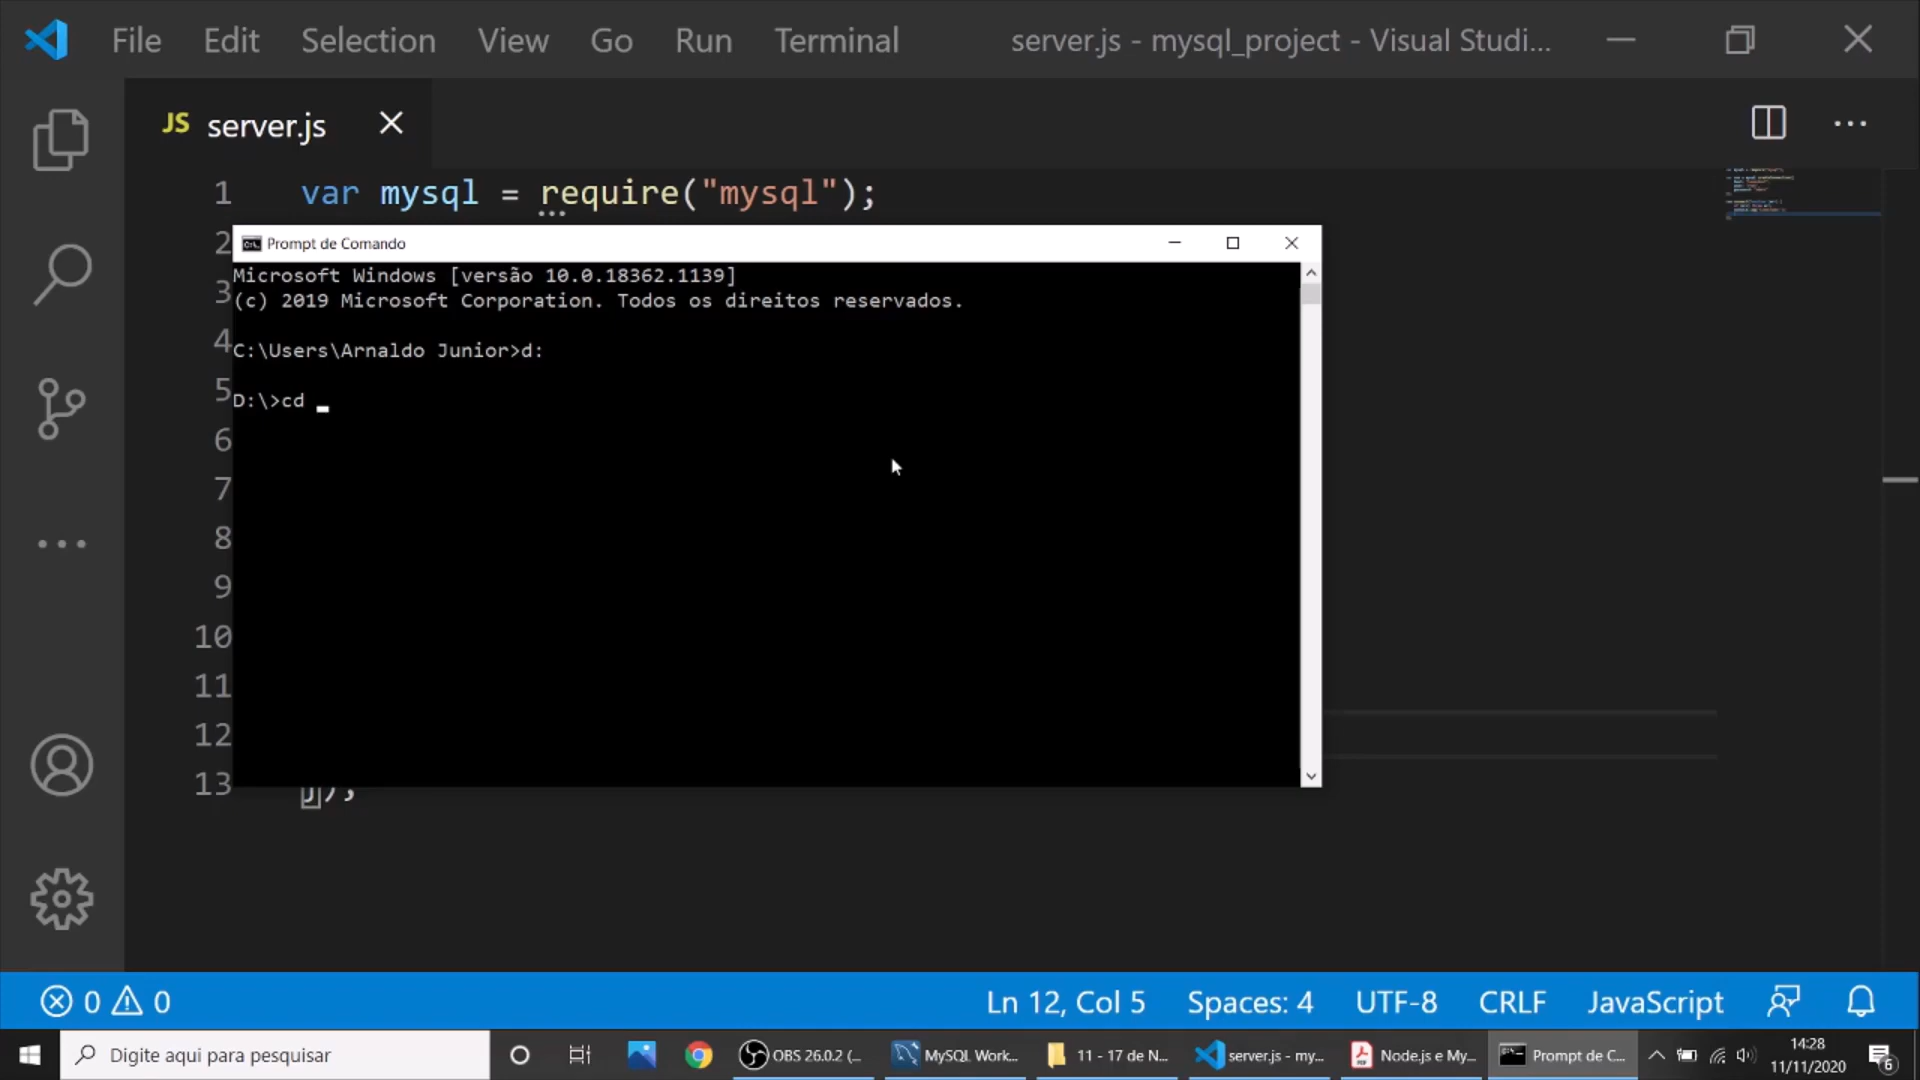 File Edit Selection View Go Run Terminal server.js - mysql_project - Visual Studi...
JS server.js
1 var mysql = require("mysql");
2
Prompt de Comando
Microsoft Windows [versão 10.0.18362.1139]
3
(c) 2019 Microsoft Corporation. Todos os direitos reservados.
4
C:\Users\Arnaldo Junior>d:
5
D:\>cd
6
7
8
9
10
11
12
13 });
0 0 Ln 12, Col 5 Spaces: 4 UTF-8 CRLF JavaScript
Digite aqui para pesquisar OBS 26.0.2 (... MySQL Work... 11 - 17 de N... server.js - my... Node.js e My... Prompt de C... 14:28
11/11/2020 6